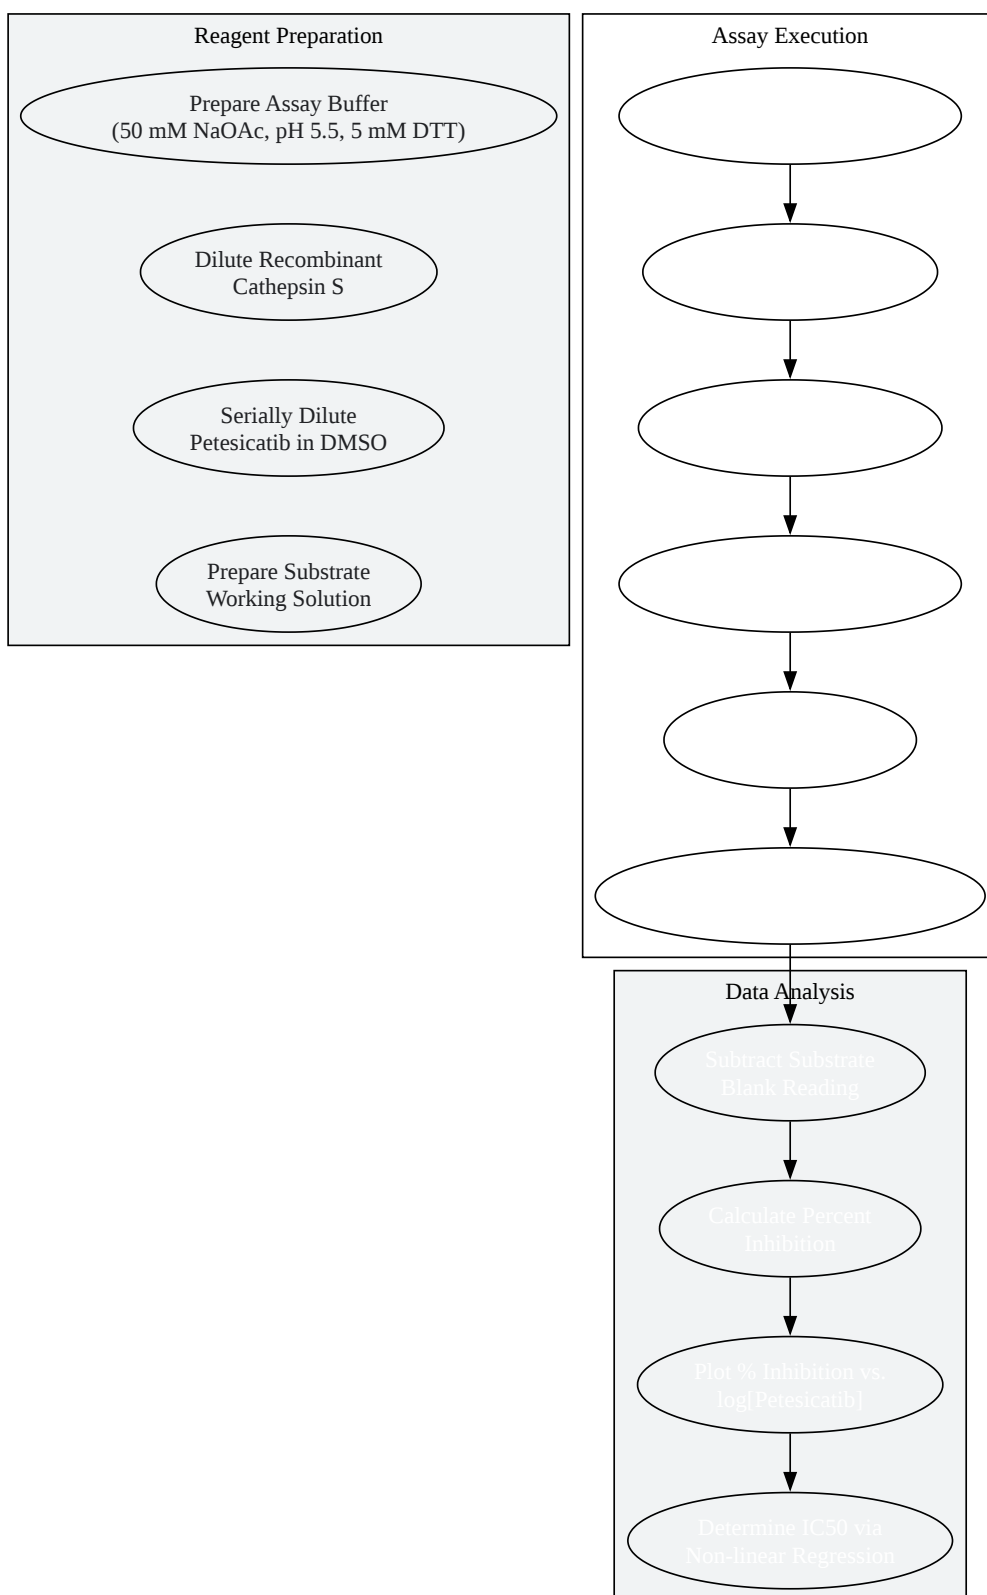 Reagent Preparation
Prepare Assay Buffer
(50 mM NaOAc, pH 5.5, 5 mM DTT)
Dilute Recombinant
Cathepsin S
Serially Dilute
Petesicatib in DMSO
Prepare Substrate
Working Solution
Assay Execution
Data Analysis
Subtract Substrate
Blank Reading
Calculate Percent
Inhibition
Plot % Inhibition vs.
log[Petesicatib]
Determine IC50 via
Non-linear Regression